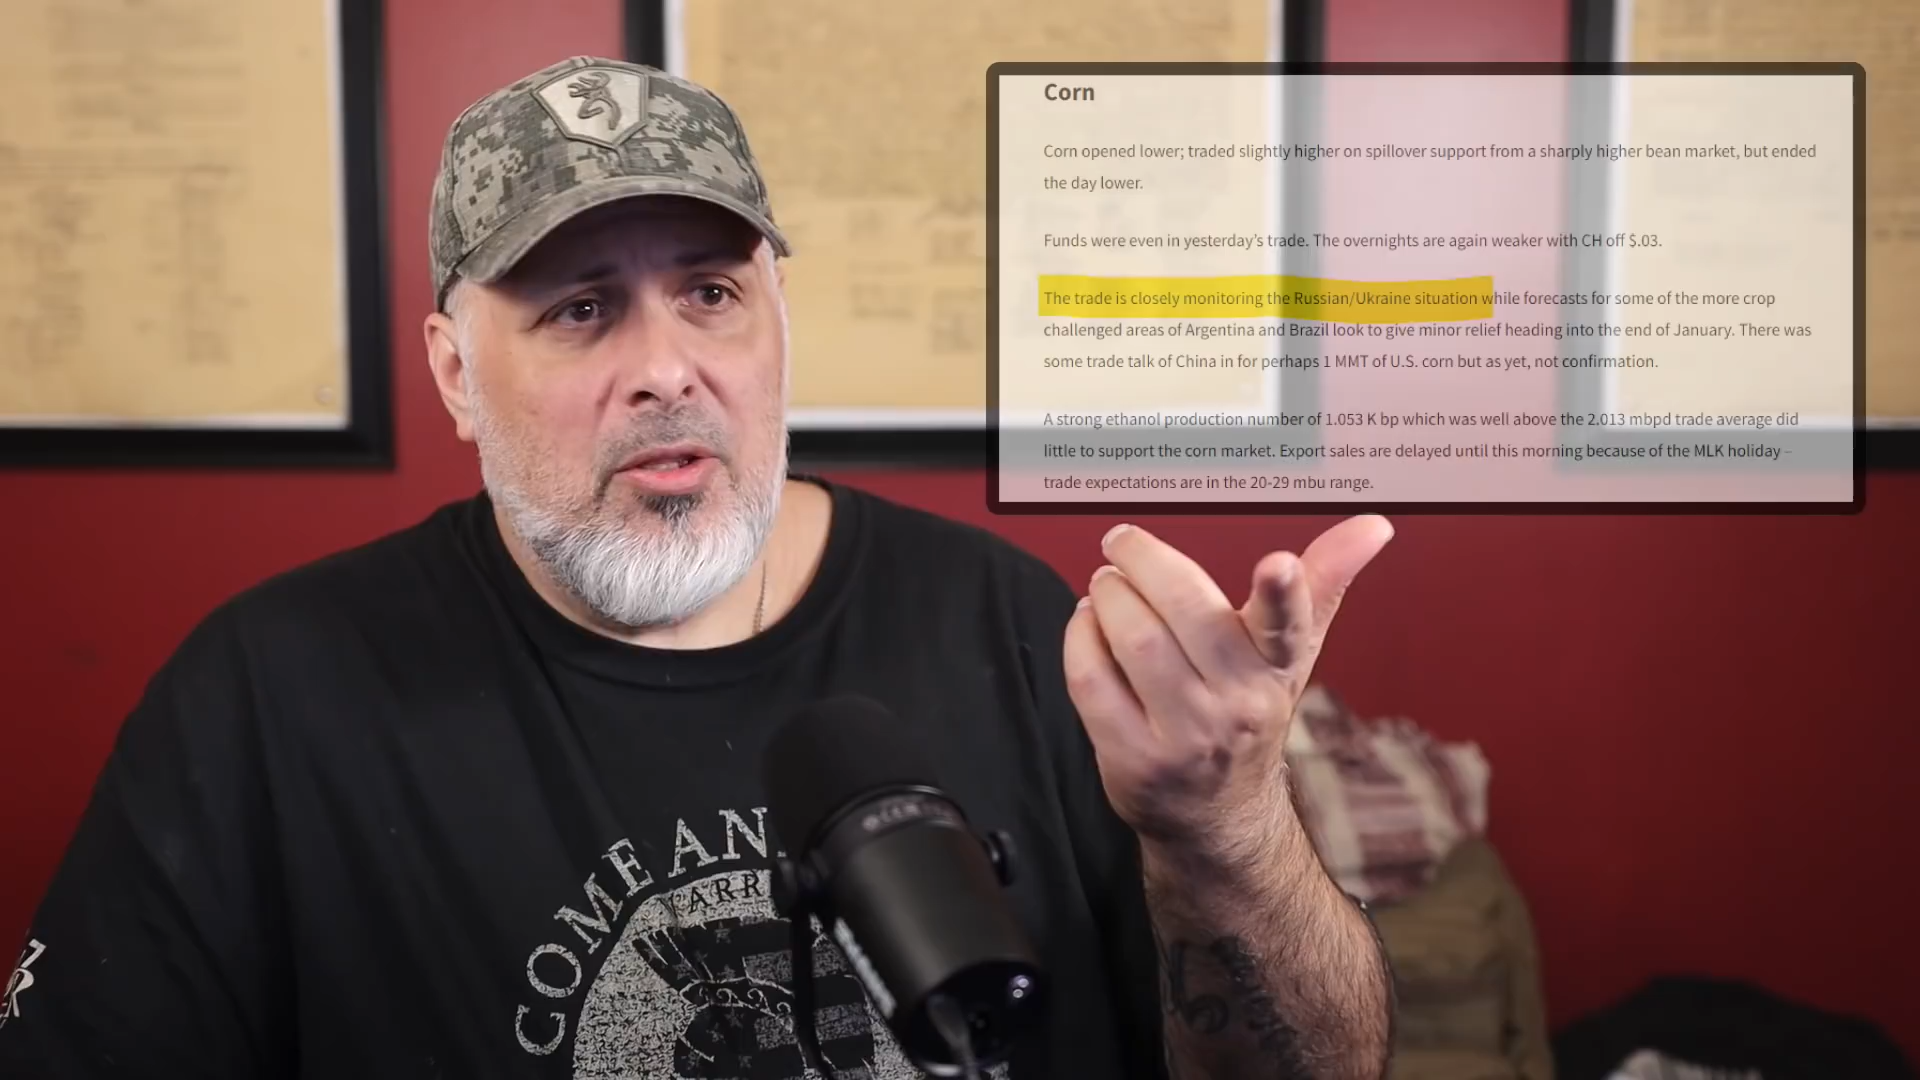 Corn
Corn opened lower; traded slightly higher on spillover support from a sharply higher bean market, but ended
the day lower.
Funds were even in yesterday's trade. The overnights are again weaker with CH off $.03.
The trade is closely monitoring the Russian/Ukraine situation while forecasts for some of the more crop
challenged areas of Argentina and Brazil look to give minor relief heading into the end of January. There was
some trade talk of China in for perhaps 1 MMT of U.S. corn but as yet, not confirmation.
A strong ethanol production number of 1.053 K bp which was well above the 2.013 mbpd trade average did
little to support the corn market. Export sales are delayed until this morning because of the MLK holiday –
trade expectations are in the 20-29 mbu range.
COME AN